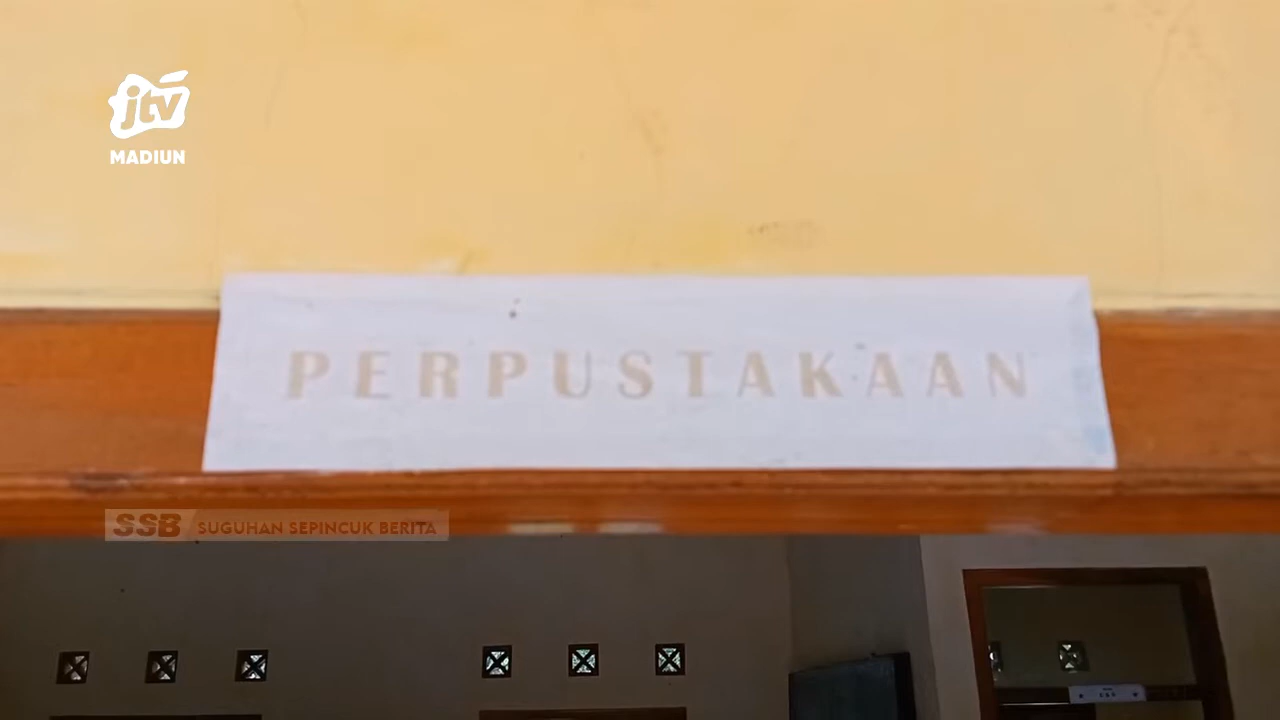 jtv
MADIUN
PERPUSTAKAAN
SSB SUGUHAN SEPINCUK BERITA